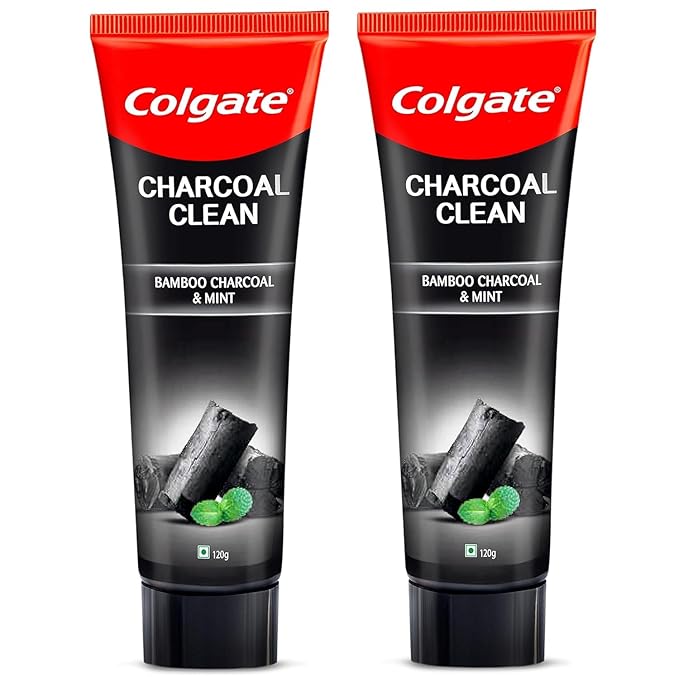 Colgate®
CHARCOAL
CLEAN
BAMBOO CHARCOAL
& MINT
120g
Colgate®
CHARCOAL
CLEAN
BAMBOO CHARCOAL
& MINT
120g